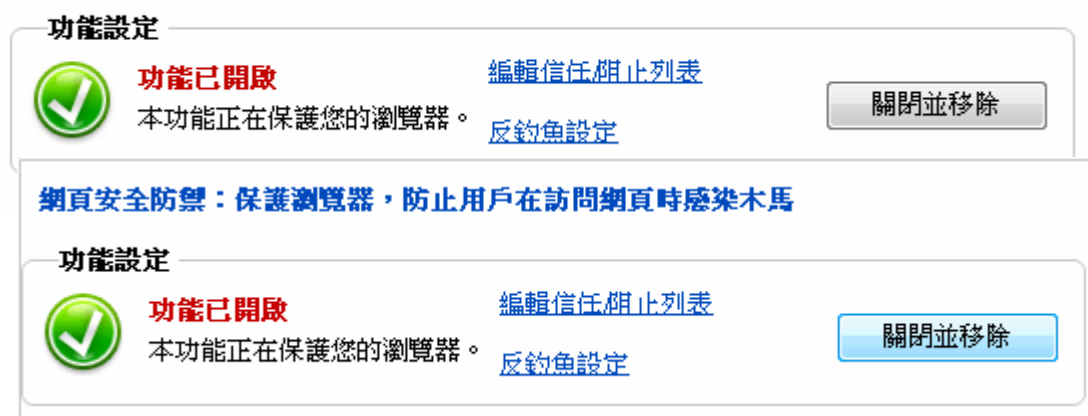 功能設定
功能已開啟
編輯信任/阻止列表
本功能正在保護您的瀏覽器。
反釣魚設定
關閉並移除
網頁安全防禦：保護瀏覽器，防止用戶在訪問網頁時感染木馬
功能設定
功能已開啟
編輯信任/阻止列表
本功能正在保護您的瀏覽器。
反釣魚設定
關閉並移除